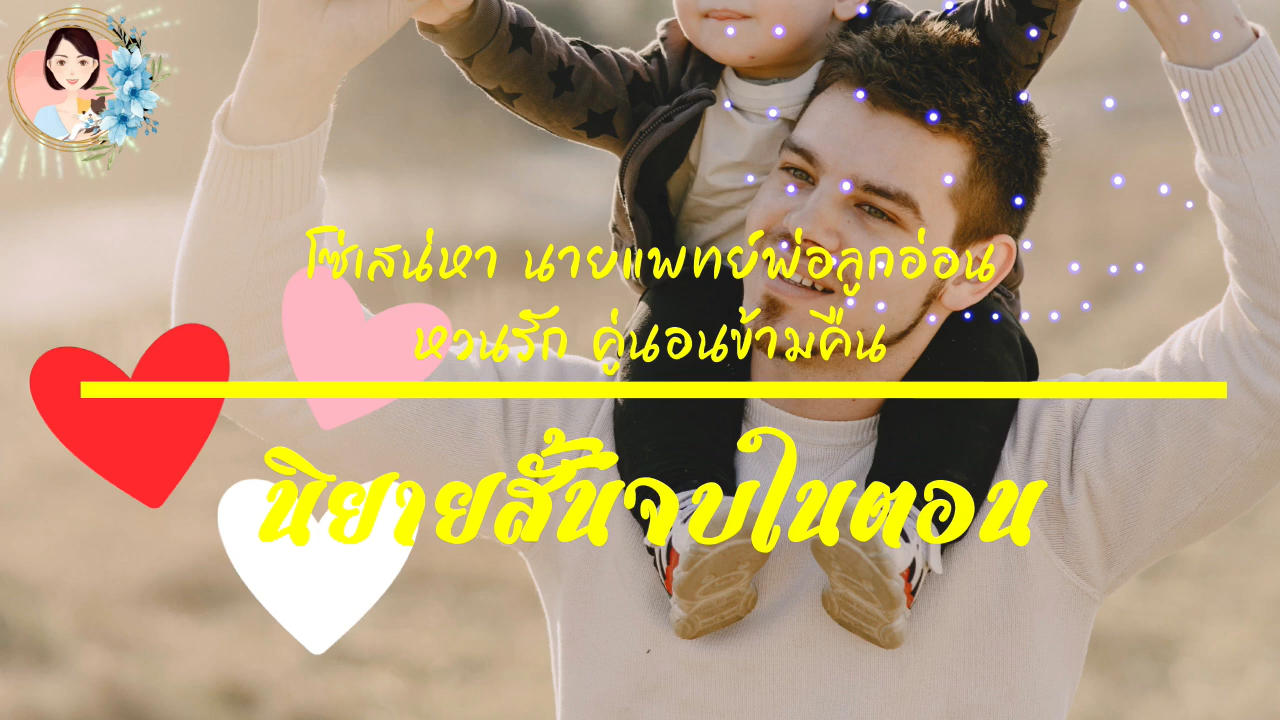 โซ่เสน่หา นายแพทย์พ่อลูกอ่อน
หวนรัก คู่นอนข้ามคืน
นิยายสั้นจบในตอน